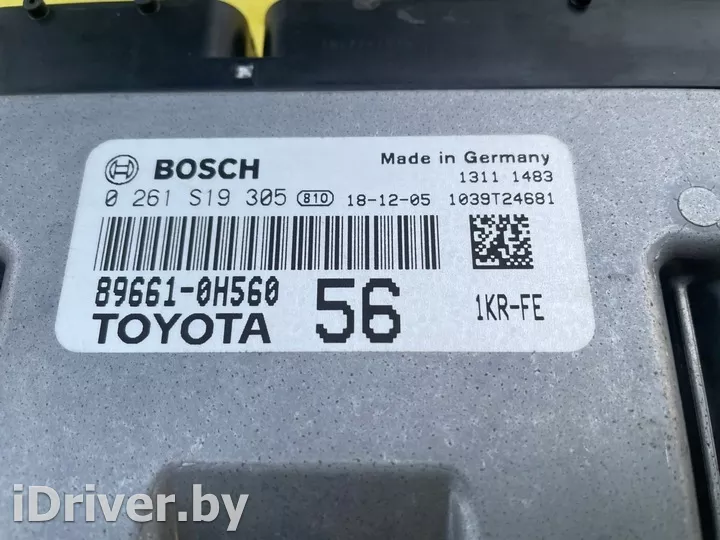 BOSCH
Made in Germany
1311 1483
0 261 S19 305 810 18-12-05 1039T24681
89661-0H560
TOYOTA
56
1KR-FE
iDriver.by